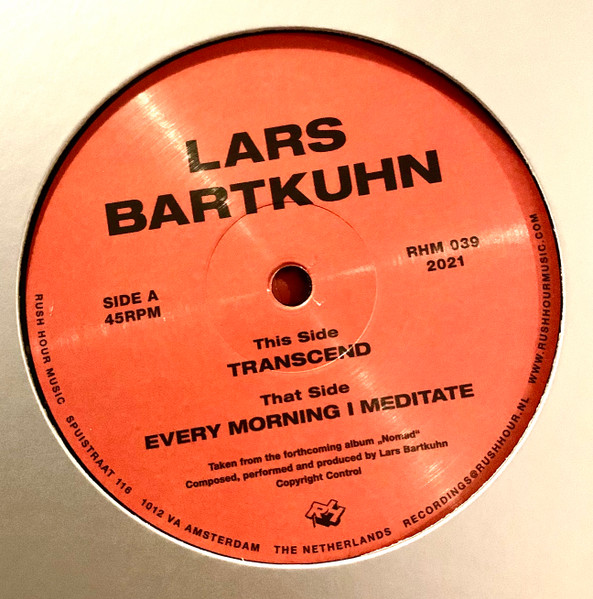 LARS
BARTKUHN
SIDE A
45RPM
RHM 039
2021
This Side
TRANSCEND
That Side
EVERY MORNING I MEDITATE
Taken from the forthcoming album „Nomad“
Composed, performed and produced by Lars Bartkuhn
Copyright Control
RH
RUSH HOUR MUSIC SPUISTRAAT 116 1012 VA AMSTERDAM THE NETHERLANDS RECORDINGS@RUSHHOUR.NL WWW.RUSHHOURMUSIC.COM